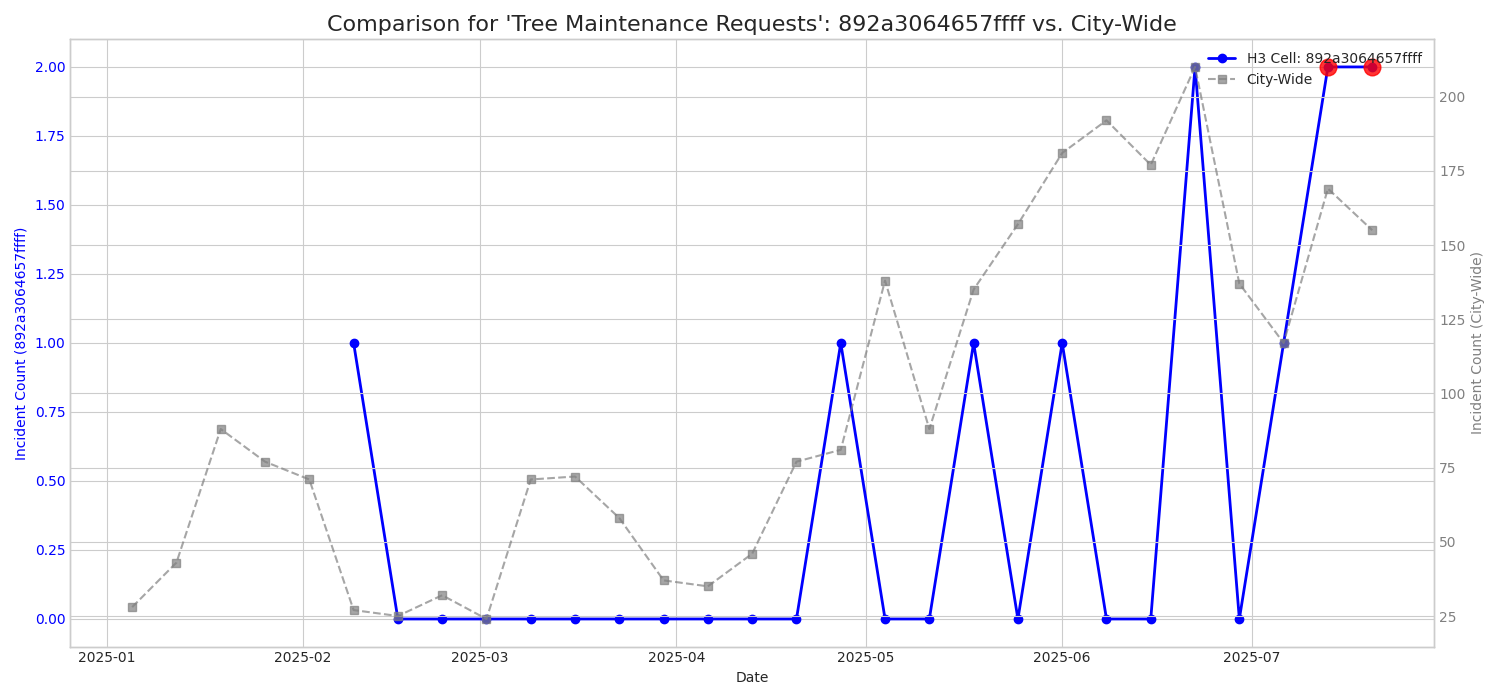 Comparison for 'Tree Maintenance Requests': 892a3064657ffff vs. City-Wide
H3 Cell: 892a3064657ffff
City-Wide
Incident Count (892a3064657ffff)
2.00
1.75
1.50
1.25
1.00
0.75
0.50
0.25
0.00
200
175
150
125
100
75
50
25
Incident Count (City-Wide)
2025-01 2025-02 2025-03 2025-04 2025-05 2025-06 2025-07
Date